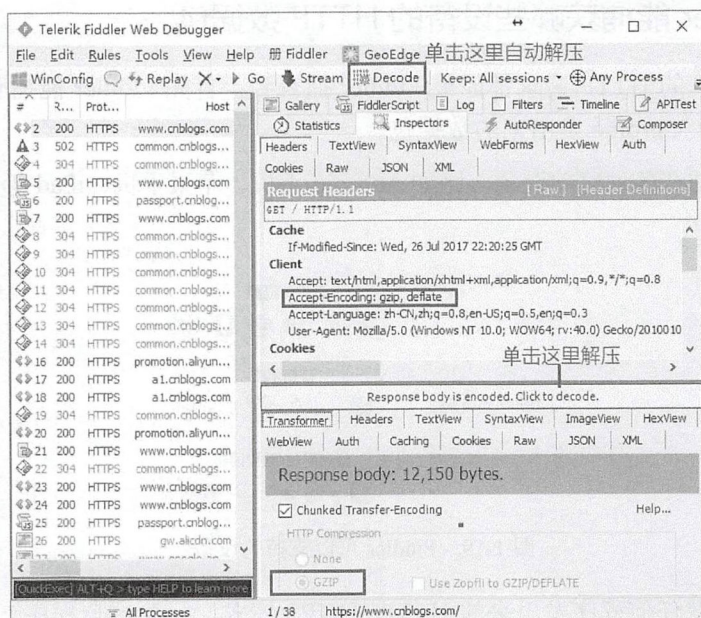 Telerik Fiddler Web Debugger
File Edit Rules Tools View Help 册 Fiddler GeoEdge 单击这里自动解压
WinConfig Replay X Go Stream Decode Keep: All sessions Any Process
# R... Prot... Host
2 200 HTTPS www.cnblogs.com
3 502 HTTPS common.cnblogs...
4 304 HTTPS common.cnblogs...
5 200 HTTPS www.cnblogs.com
6 200 HTTPS passport.cnblog...
7 200 HTTPS www.cnblogs.com
8 304 HTTPS common.cnblogs...
9 304 HTTPS common.cnblogs...
10 304 HTTPS common.cnblogs...
11 304 HTTPS common.cnblogs...
12 304 HTTPS common.cnblogs...
13 304 HTTPS common.cnblogs...
14 304 HTTPS common.cnblogs...
16 200 HTTPS promotion.aliyun...
17 200 HTTPS a1.cnblogs.com
18 200 HTTPS a1.cnblogs.com
19 304 HTTPS common.cnblogs...
20 200 HTTPS promotion.aliyun...
21 200 HTTPS www.cnblogs.com
22 304 HTTPS common.cnblogs...
23 200 HTTPS www.cnblogs.com
24 200 HTTPS www.cnblogs.com
25 200 HTTPS passport.cnblog...
26 200 HTTPS gw.alicdn.com
[QuickExec] ALT+Q > type HELP to learn more
All Processes
Gallery FiddlerScript Log Filters Timeline APITest
Statistics Inspectors AutoResponder Composer
Headers TextView SyntaxView WebForms HexView Auth
Cookies Raw JSON XML
Request Headers [Raw] [Header Definitions]
GET / HTTP/1.1
Cache
If-Modified-Since: Wed, 26 Jul 2017 22:20:25 GMT
Client
Accept: text/html,application/xhtml+xml,application/xml;q=0.9,*/*;q=0.8
Accept-Encoding: gzip, deflate
Accept-Language: zh-CN,zh;q=0.8,en-US;q=0.5,en;q=0.3
User-Agent: Mozilla/5.0 (Windows NT 10.0; WOW64; rv:40.0) Gecko/2010010
Cookies
单击这里解压
Response body is encoded. Click to decode.
Transformer Headers TextView SyntaxView ImageView HexView
WebView Auth Caching Cookies Raw JSON XML
Response body: 12,150 bytes.
Chunked Transfer-Encoding Help...
HTTP Compression
None
GZIP Use Zopfli to GZIP/DEFLATE
1 / 38 https://www.cnblogs.com/